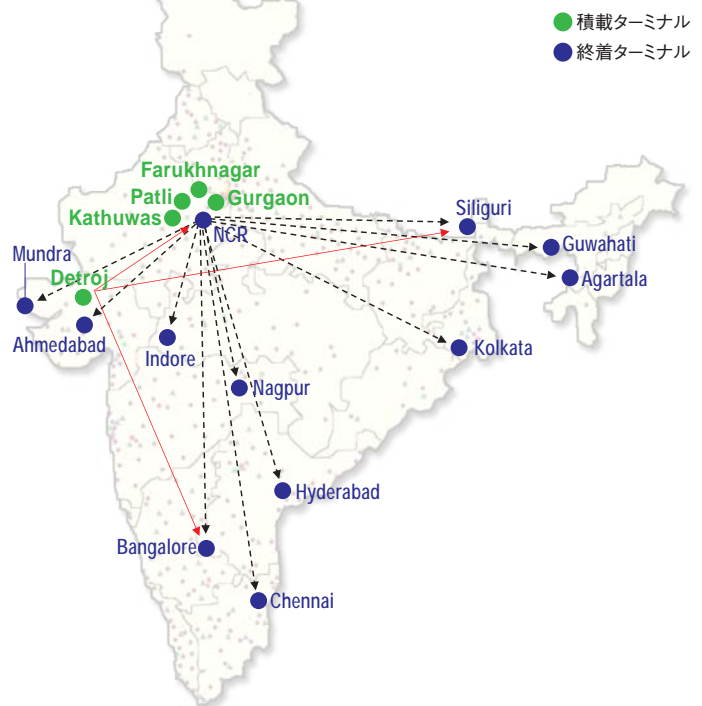 積載ターミナル
終着ターミナル
Farukhnagar
Patli
Gurgaon
Kathuwas
NCR
Siliguri
Guwahati
Agartala
Mundra
Detroj
Ahmedabad
Indore
Kolkata
Nagpur
Hyderabad
Bangalore
Chennai